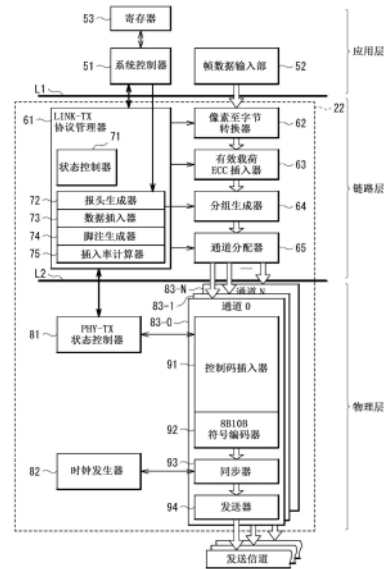 53
寄存器
应用层
51
系统控制器
帧数据输入部
52
L1
61
LINK-TX
协议管理器
22
71
状态控制器
像素至字节
转换器
62
有效载荷
ECC 插入器
63
链路层
72
报头生成器
73
数据插入器
74
脚注生成器
75
插入率计算器
分组生成器
64
通道分配器
65
L2
83-N
通道 N
83-1
83-0
通道 0
81
PHY-TX
状态控制器
91
控制码插入器
物理层
92
8B10B
符号编码器
82
时钟发生器
93
同步器
94
发送器
发送信道